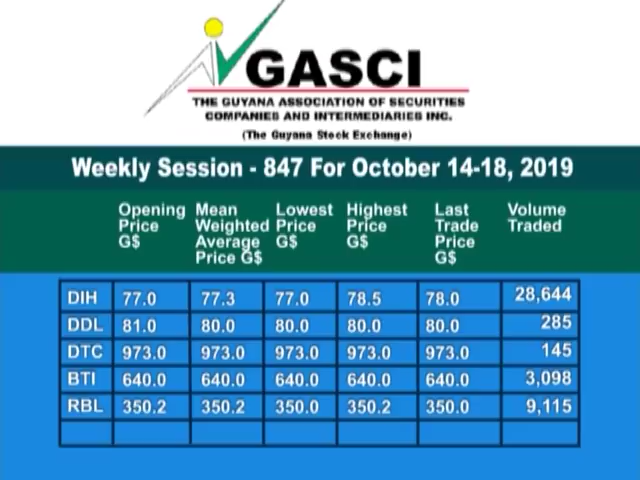 GASCI
THE GUYANA ASSOCIATION OF SECURITIES
COMPANIES AND INTERMEDIARIES INC.
(The Guyana Stock Exchange)
Weekly Session - 847 For October 14-18, 2019
Opening Price G$ Mean Weighted Average Price G$ Lowest Price G$ Highest Price G$ Last Trade Price G$ Volume Traded
DIH 77.0 77.3 77.0 78.5 78.0 28,644
DDL 81.0 80.0 80.0 80.0 80.0 285
DTC 973.0 973.0 973.0 973.0 973.0 145
BTI 640.0 640.0 640.0 640.0 640.0 3,098
RBL 350.2 350.2 350.0 350.2 350.0 9,115